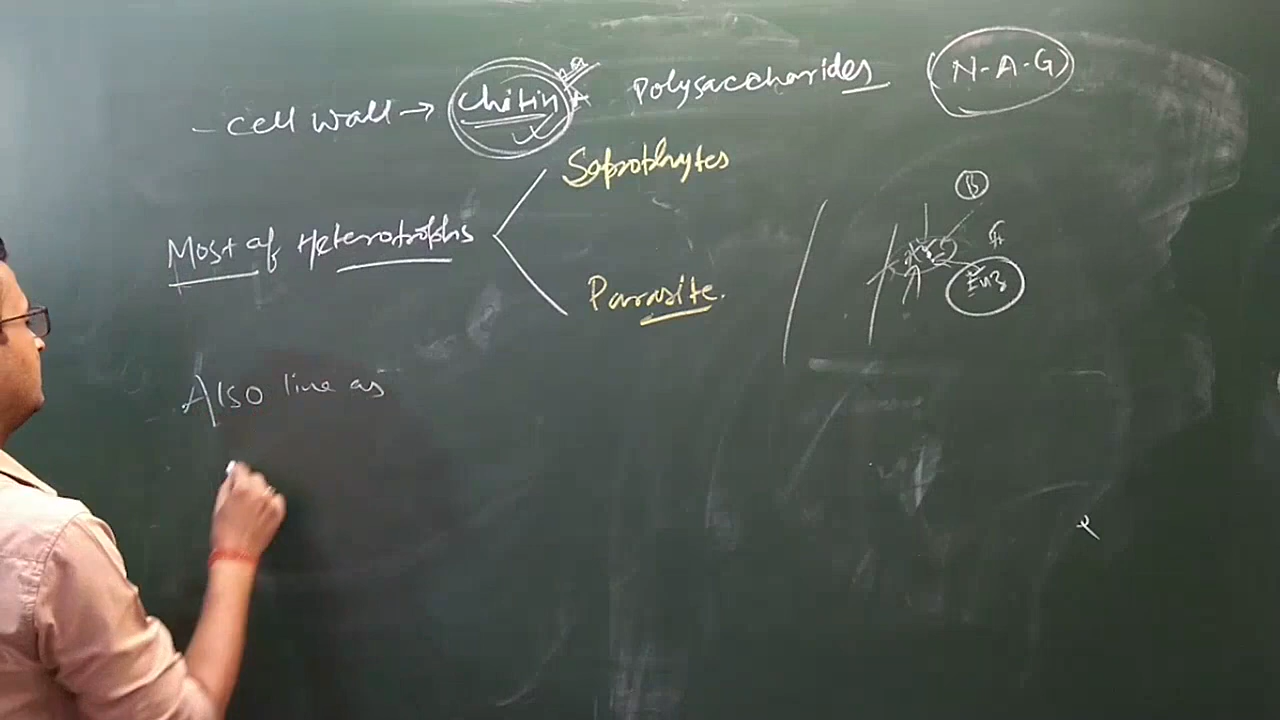 - Cell wall → Chitin Polysaccharides N-A-G
Saprophytes
Most of Heterotrophs
Parasite.
B
F
Enz
Also live as